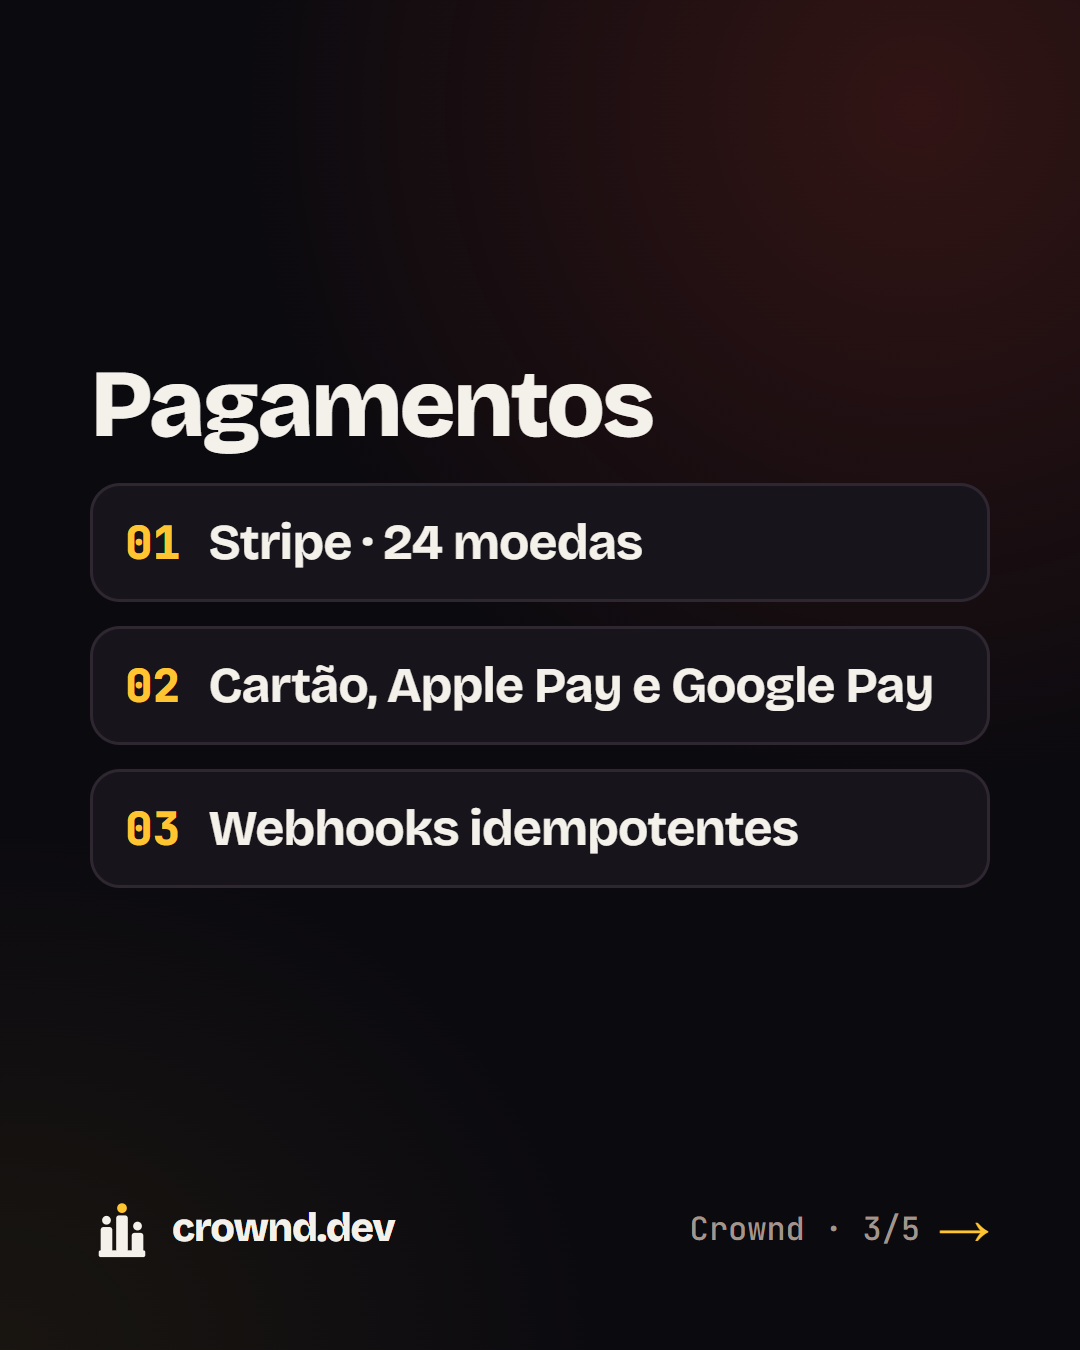 Pagamentos
01 Stripe · 24 moedas
02 Cartão, Apple Pay e Google Pay
03 Webhooks idempotentes
crownd.dev
Crownd · 3/5 →